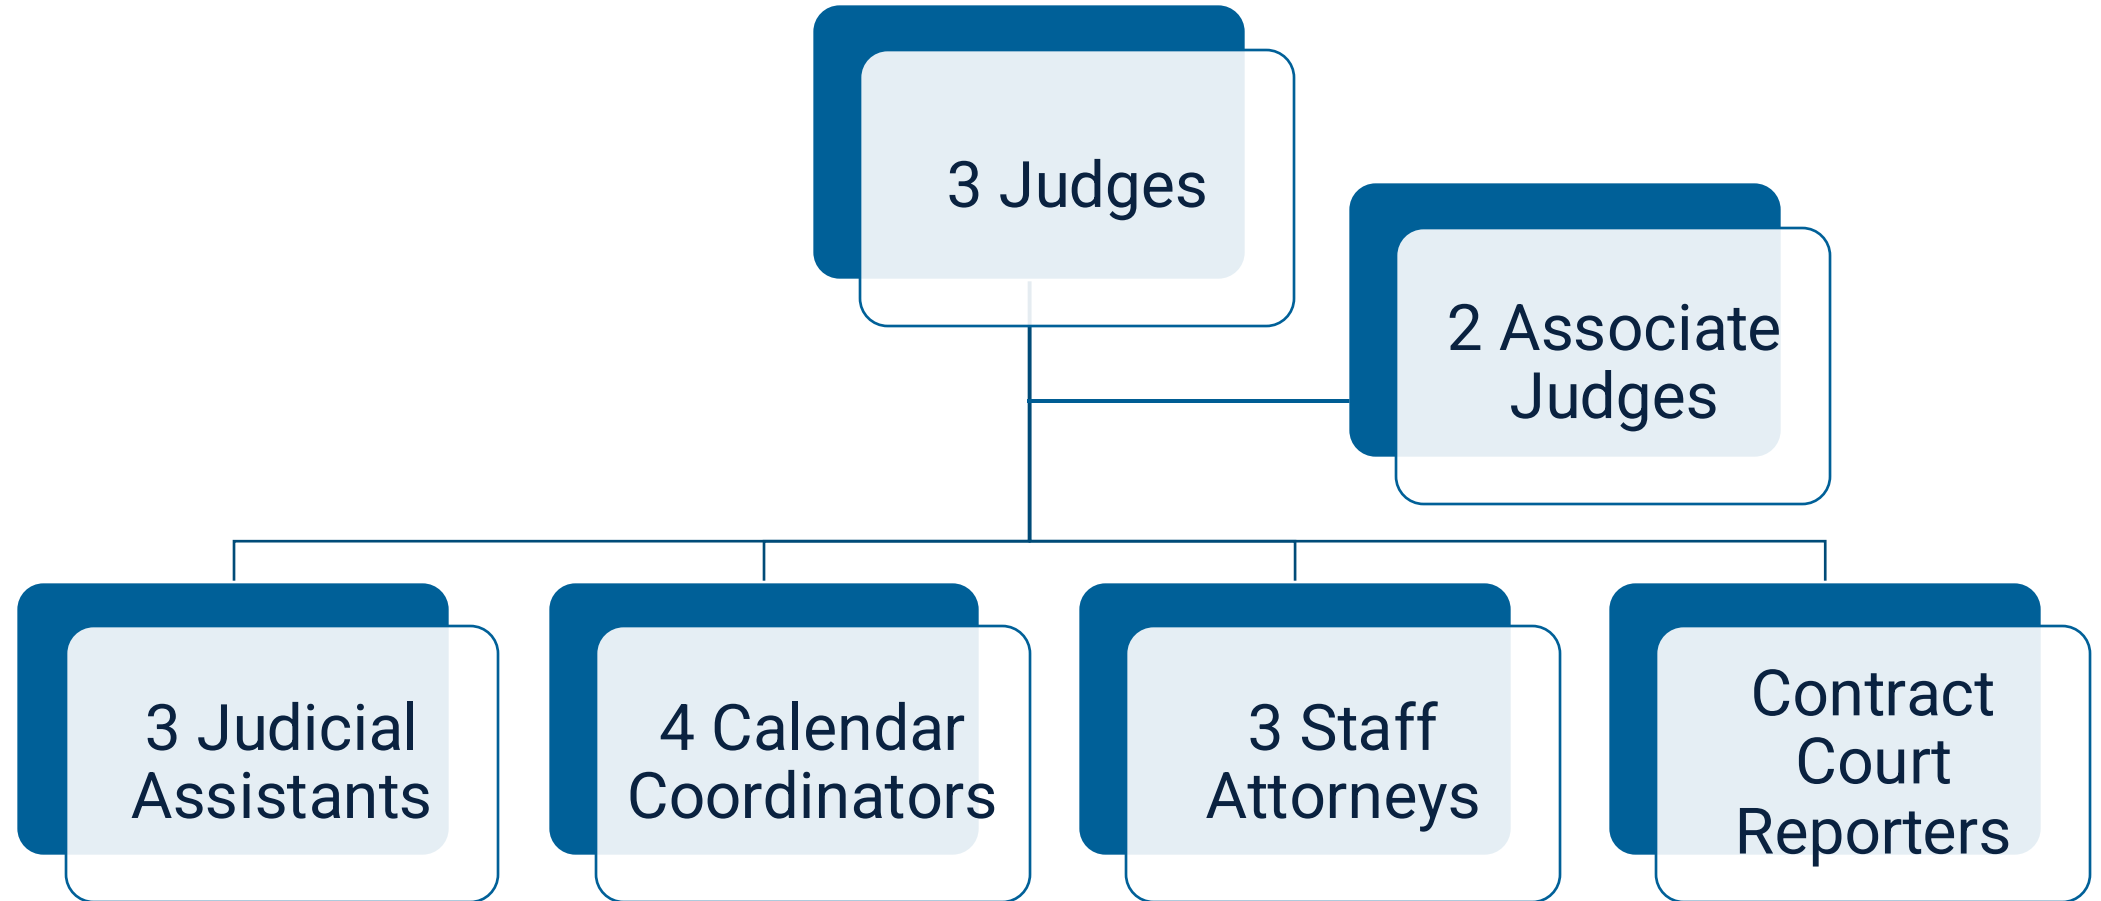 3 Judges
2 Associate
Judges
3 Judicial
Assistants
4 Calendar
Coordinators
3 Staff
Attorneys
Contract
Court
Reporters